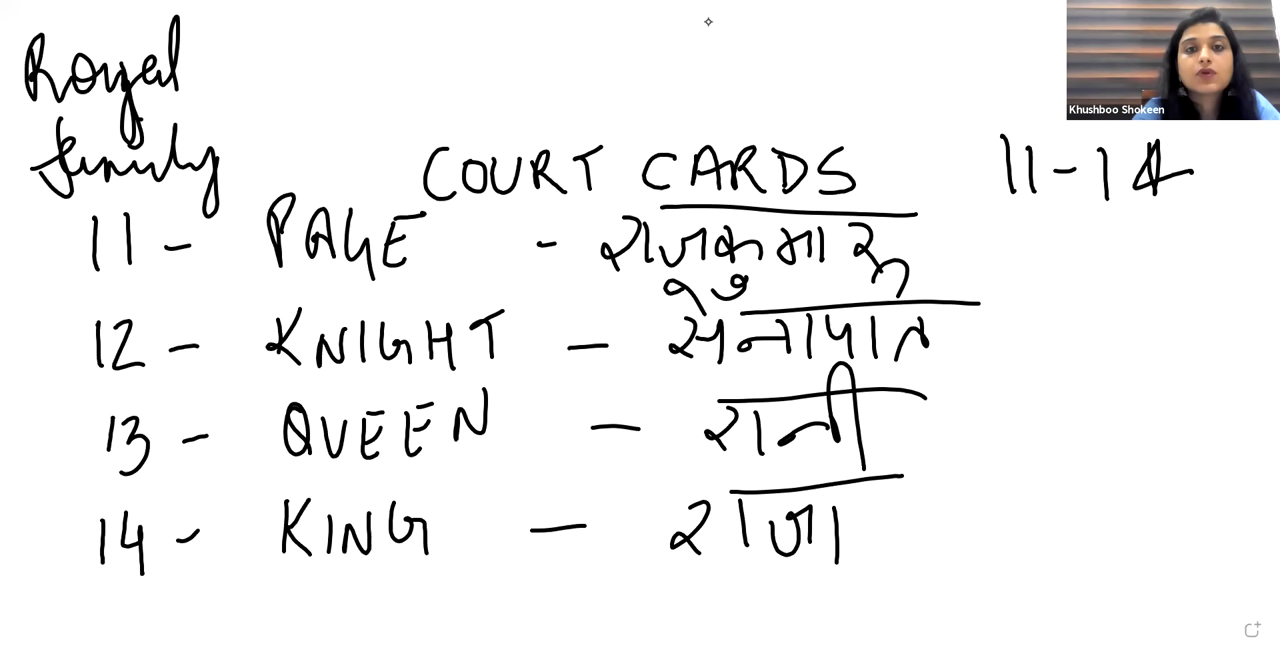 Royal
Family
COURT CARDS 11-14
11 - PAGE - राजकुमार
12 - KNIGHT - सेनापति
13 - QUEEN - रानी
14 - KING - राजा
Khushboo Shokeen